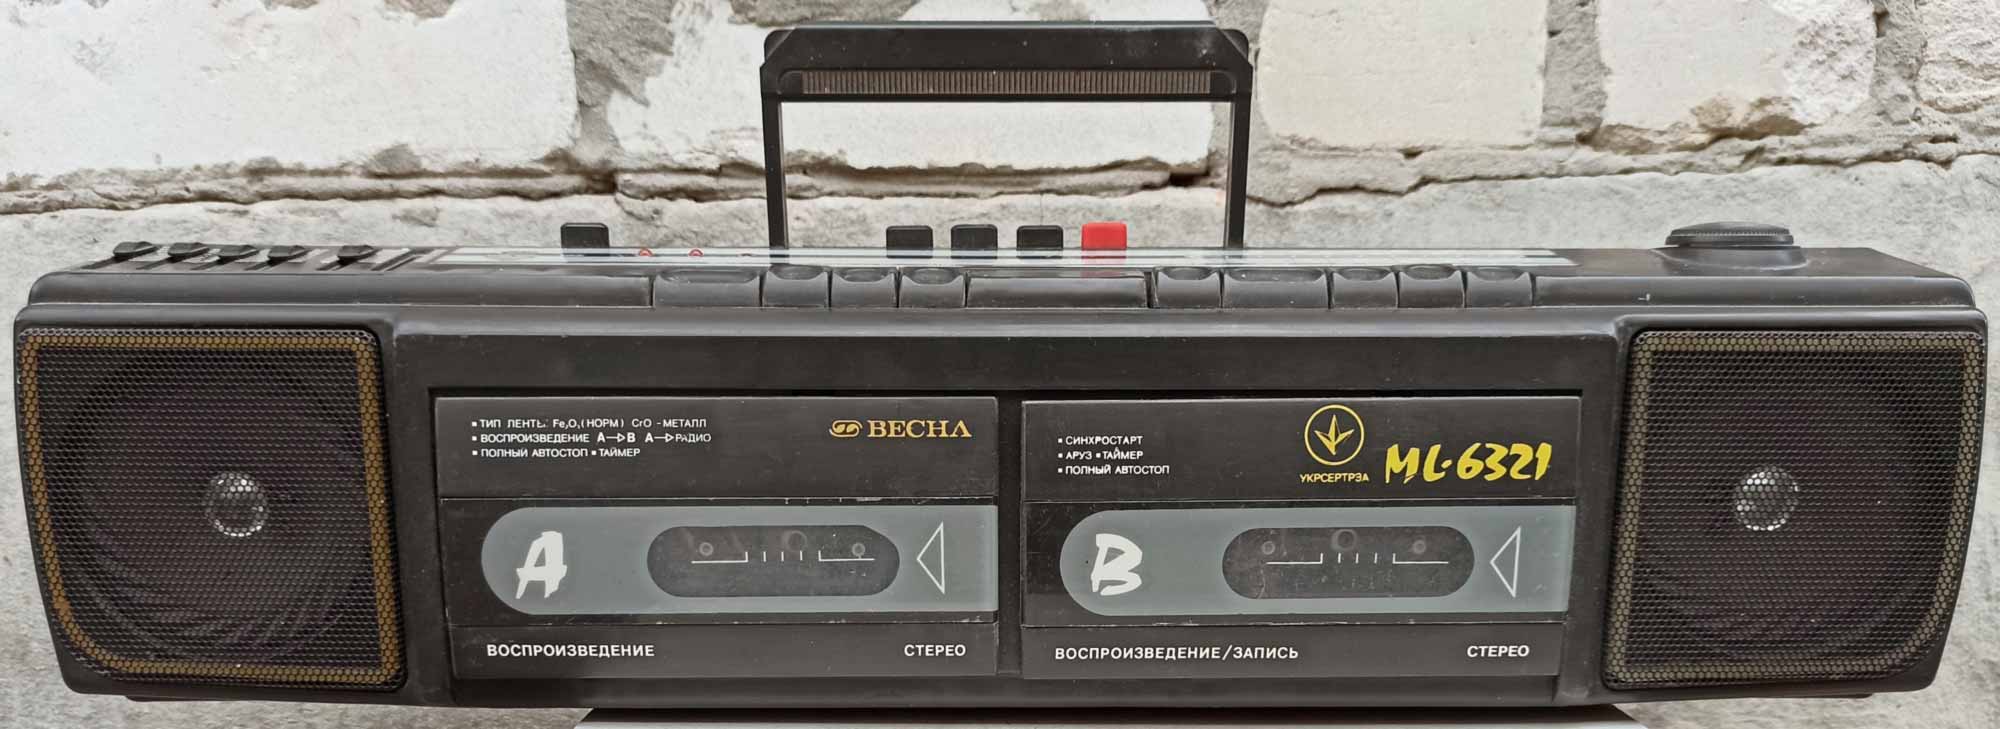 ▪ ТИП ЛЕНТЫ: Fe₂O₃ (НОРМ) CrO - МЕТАЛЛ
▪ ВОСПРОИЗВЕДЕНИЕ A→B A→РАДИО
▪ ПОЛНЫЙ АВТОСТОП ▪ ТАЙМЕР
ВЕСНА
A
ВОСПРОИЗВЕДЕНИЕ СТЕРЕО
▪ СИНХРОСТАРТ
▪ АРУЗ ▪ ТАЙМЕР
▪ ПОЛНЫЙ АВТОСТОП
УКРСЕРТРЭА
ML-6321
B
ВОСПРОИЗВЕДЕНИЕ/ЗАПИСЬ СТЕРЕО